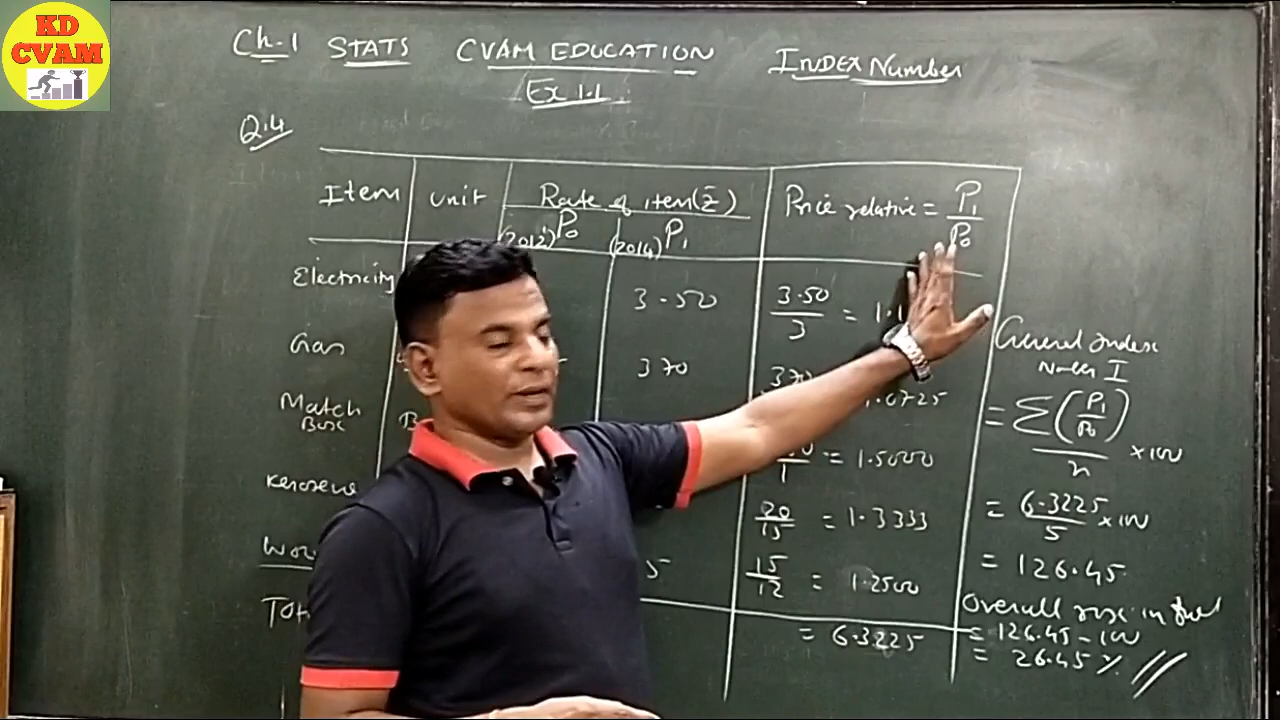 KD
CVAM
Ch.1 STATS CVAM EDUCATION INDEX Number
Ex 1.1
Q.4
Item unit Rate of item(₹) Price relative = P1/P0
(2012) P0 (2014) P1
Electricity 3.50 3.50/3 = 1.1
Gas 370 370 1.0725
Match Box B
/1 = 1.5000
Kerosene 20/15 = 1.3333
5 15/12 = 1.2500
= 6.3225
General Index
I
= Σ(P1/P0)/n × 100
= 6.3225/5 × 100
= 126.45
Overall rise in fuel
= 126.45 - 100
= 26.45 %